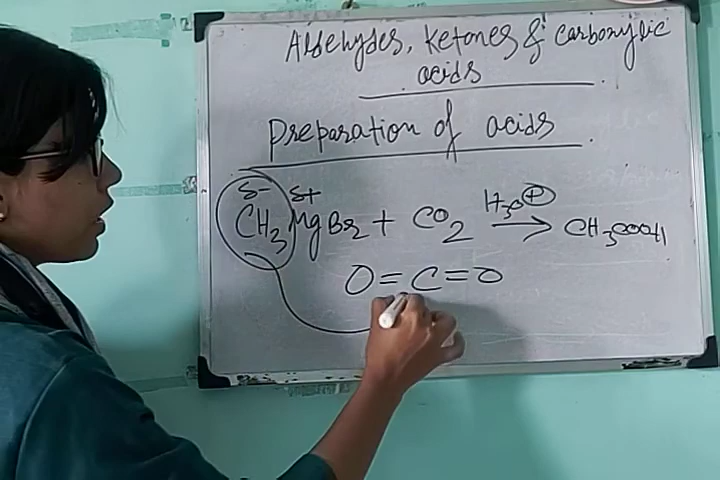 Aldehydes, Ketones & carboxylic
acids
Preparation of acids
δ- δ+
CH3MgBr + CO2 H3O⊕ → CH3COOH
O=C=O